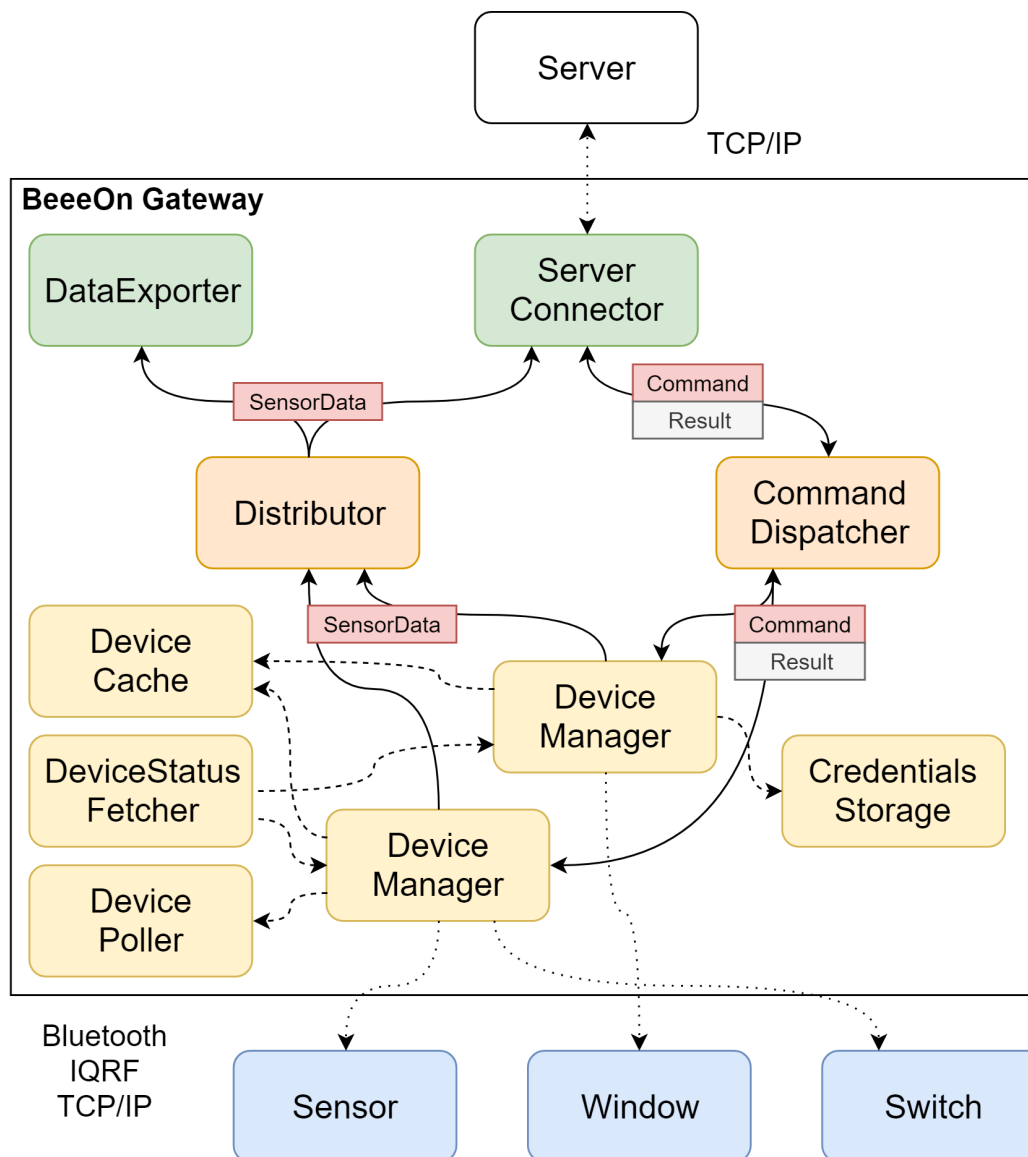 Server
TCP/IP
BeeeOn Gateway
DataExporter
Server
Connector
SensorData
Command
Result
Distributor
Command
Dispatcher
SensorData
Command
Result
Device
Cache
Device
Manager
DeviceStatus
Fetcher
Credentials
Storage
Device
Manager
Device
Poller
Bluetooth
IQRF
TCP/IP
Sensor
Window
Switch